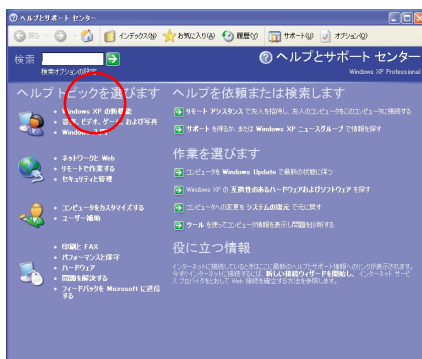 ヘルプとサポート センター
戻る
インデックス(N)
お気に入り(A)
履歴(Y)
サポート(U)
オプション(O)
検索
検索オプションの設定
ヘルプとサポート センター
Windows XP Professional
ヘルプ トピックを選びます
Windows XP の新機能
音楽、ビデオ、ゲーム、および写真
Windows 入門
ネットワークと Web
リモートで作業する
セキュリティと管理
コンピュータをカスタマイズする
ユーザー補助
印刷と FAX
パフォーマンスと保守
ハードウェア
問題を解決する
フィードバックを Microsoft に送信
する
ヘルプを依頼または検索します
リモート アシスタンス で友人を招待し、友人のコンピュータをこのコンピュータに接続する
サポート を得るか、または Windows XP ニュースグループ で情報を探す
作業を選びます
コンピュータを Windows Update で最新の状態に保つ
Windows XP の 互換性のあるハードウェアおよびソフトウェア を探す
コンピュータへの変更を システムの復元 で元に戻す
ツール を使ってコンピュータ情報を表示し問題を診断する
役に立つ情報
インターネットに接続しているときはここに最新のヘルプとサポート情報へのリンクが表示されます。
今すぐインターネットに接続するには、新しい接続ウィザードを開始し、インターネット サービ
ス プロバイダをとおして Web 接続を確立する方法を参照します。